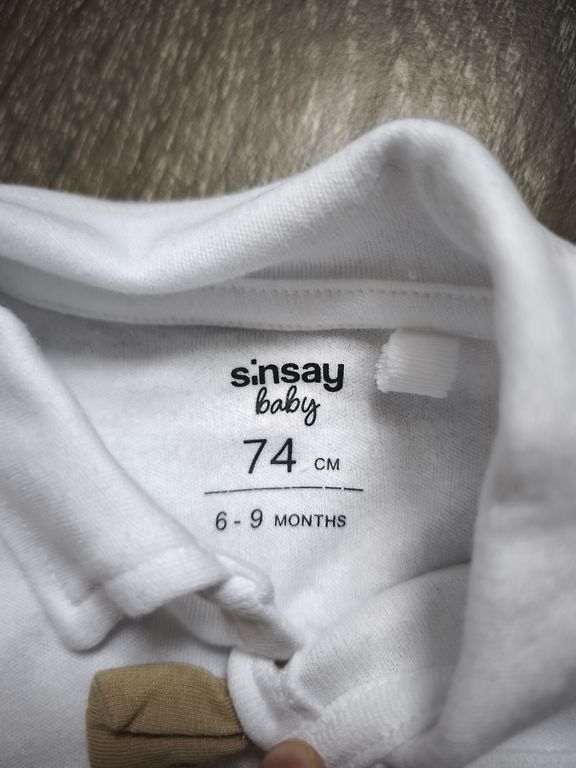 sinsay
baby
74 CM
6 - 9 MONTHS